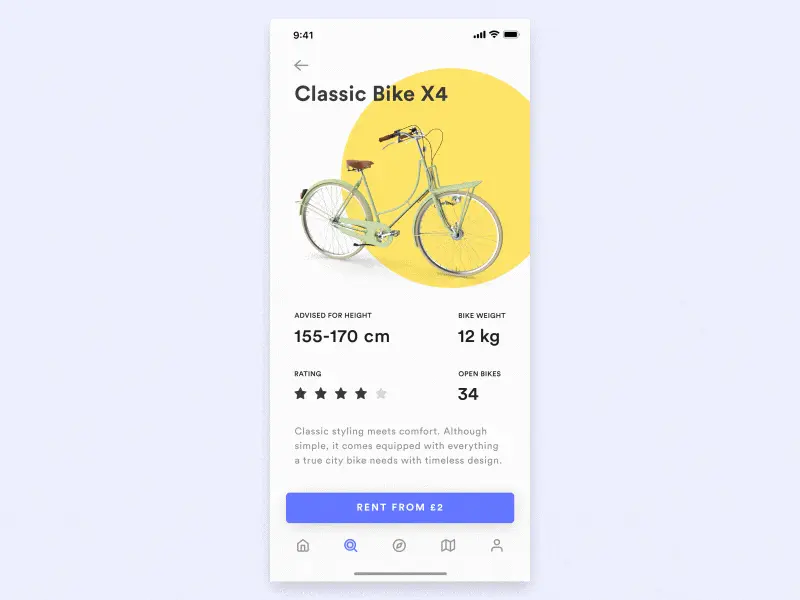 9:41
Classic Bike X4
ADVISED FOR HEIGHT
BIKE WEIGHT
155-170 cm
12 kg
RATING
OPEN BIKES
34
Classic styling meets comfort. Although
simple, it comes equipped with everything
a true city bike needs with timeless design.
RENT FROM £2